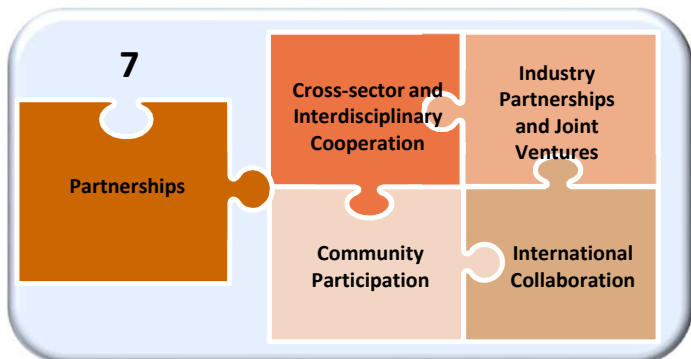 7
Partnerships
Cross-sector and
Interdisciplinary
Cooperation
Industry
Partnerships
and Joint
Ventures
Community
Participation
International
Collaboration